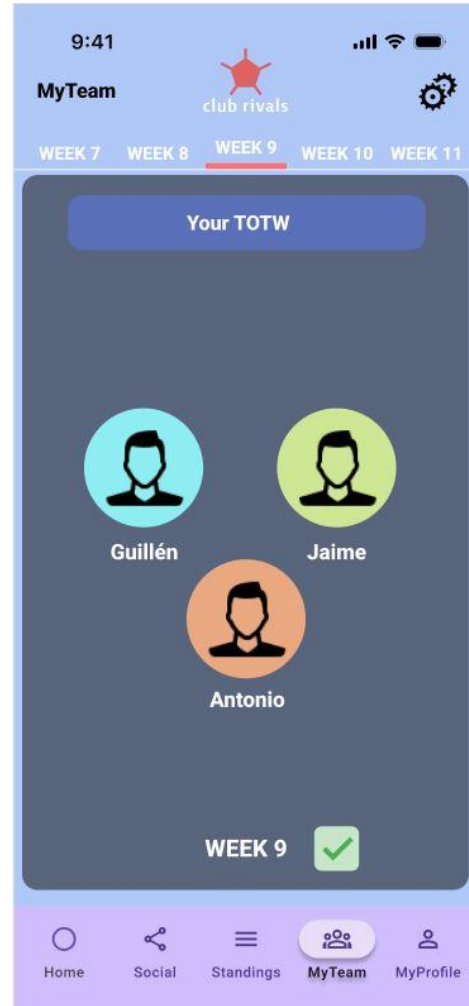 9:41
MyTeam
club rivals
WEEK 7 WEEK 8 WEEK 9 WEEK 10 WEEK 11
Your TOTW
Guillén Jaime
Antonio
WEEK 9
Home Social Standings MyTeam MyProfile